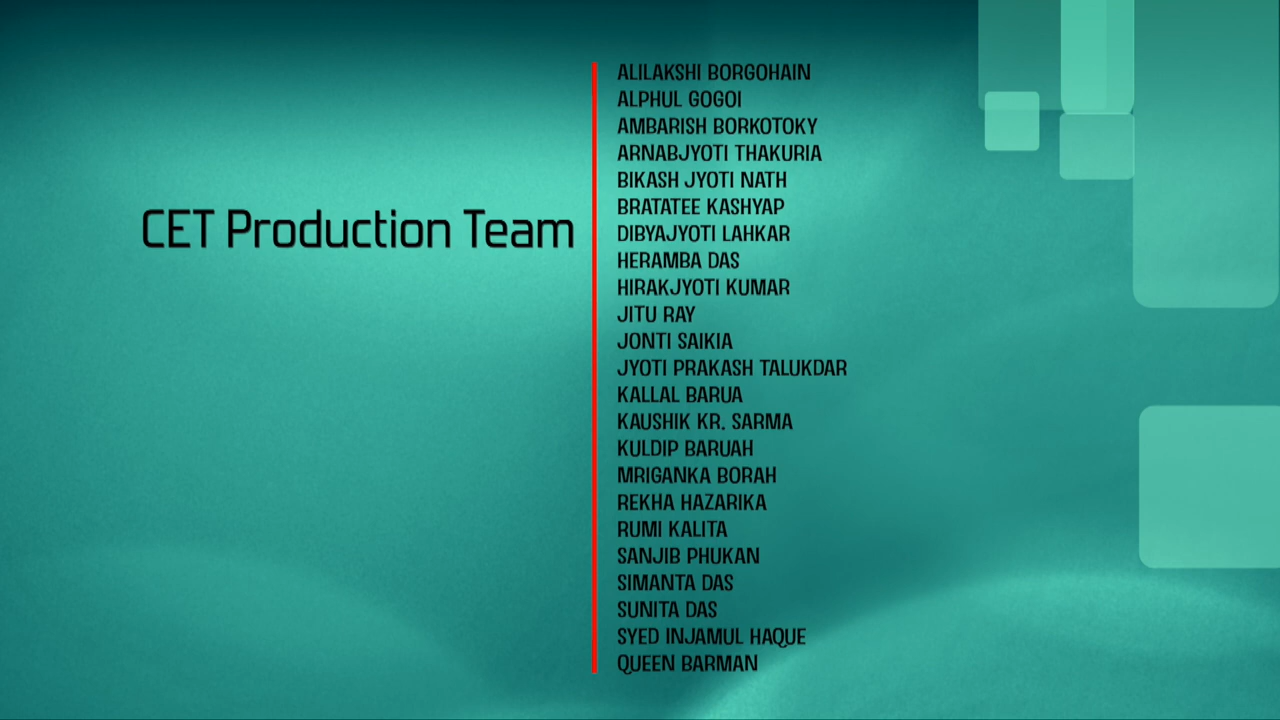 CET Production Team
ALILAKSHI BORGOHAIN
ALPHUL GOGOI
AMBARISH BORKOTOKY
ARNABJYOTI THAKURIA
BIKASH JYOTI NATH
BRATATEE KASHYAP
DIBYAJYOTI LAHKAR
HERAMBA DAS
HIRAKJYOTI KUMAR
JITU RAY
JONTI SAIKIA
JYOTI PRAKASH TALUKDAR
KALLAL BARUA
KAUSHIK KR. SARMA
KULDIP BARUAH
MRIGANKA BORAH
REKHA HAZARIKA
RUMI KALITA
SANJIB PHUKAN
SIMANTA DAS
SUNITA DAS
SYED INJAMUL HAQUE
QUEEN BARMAN